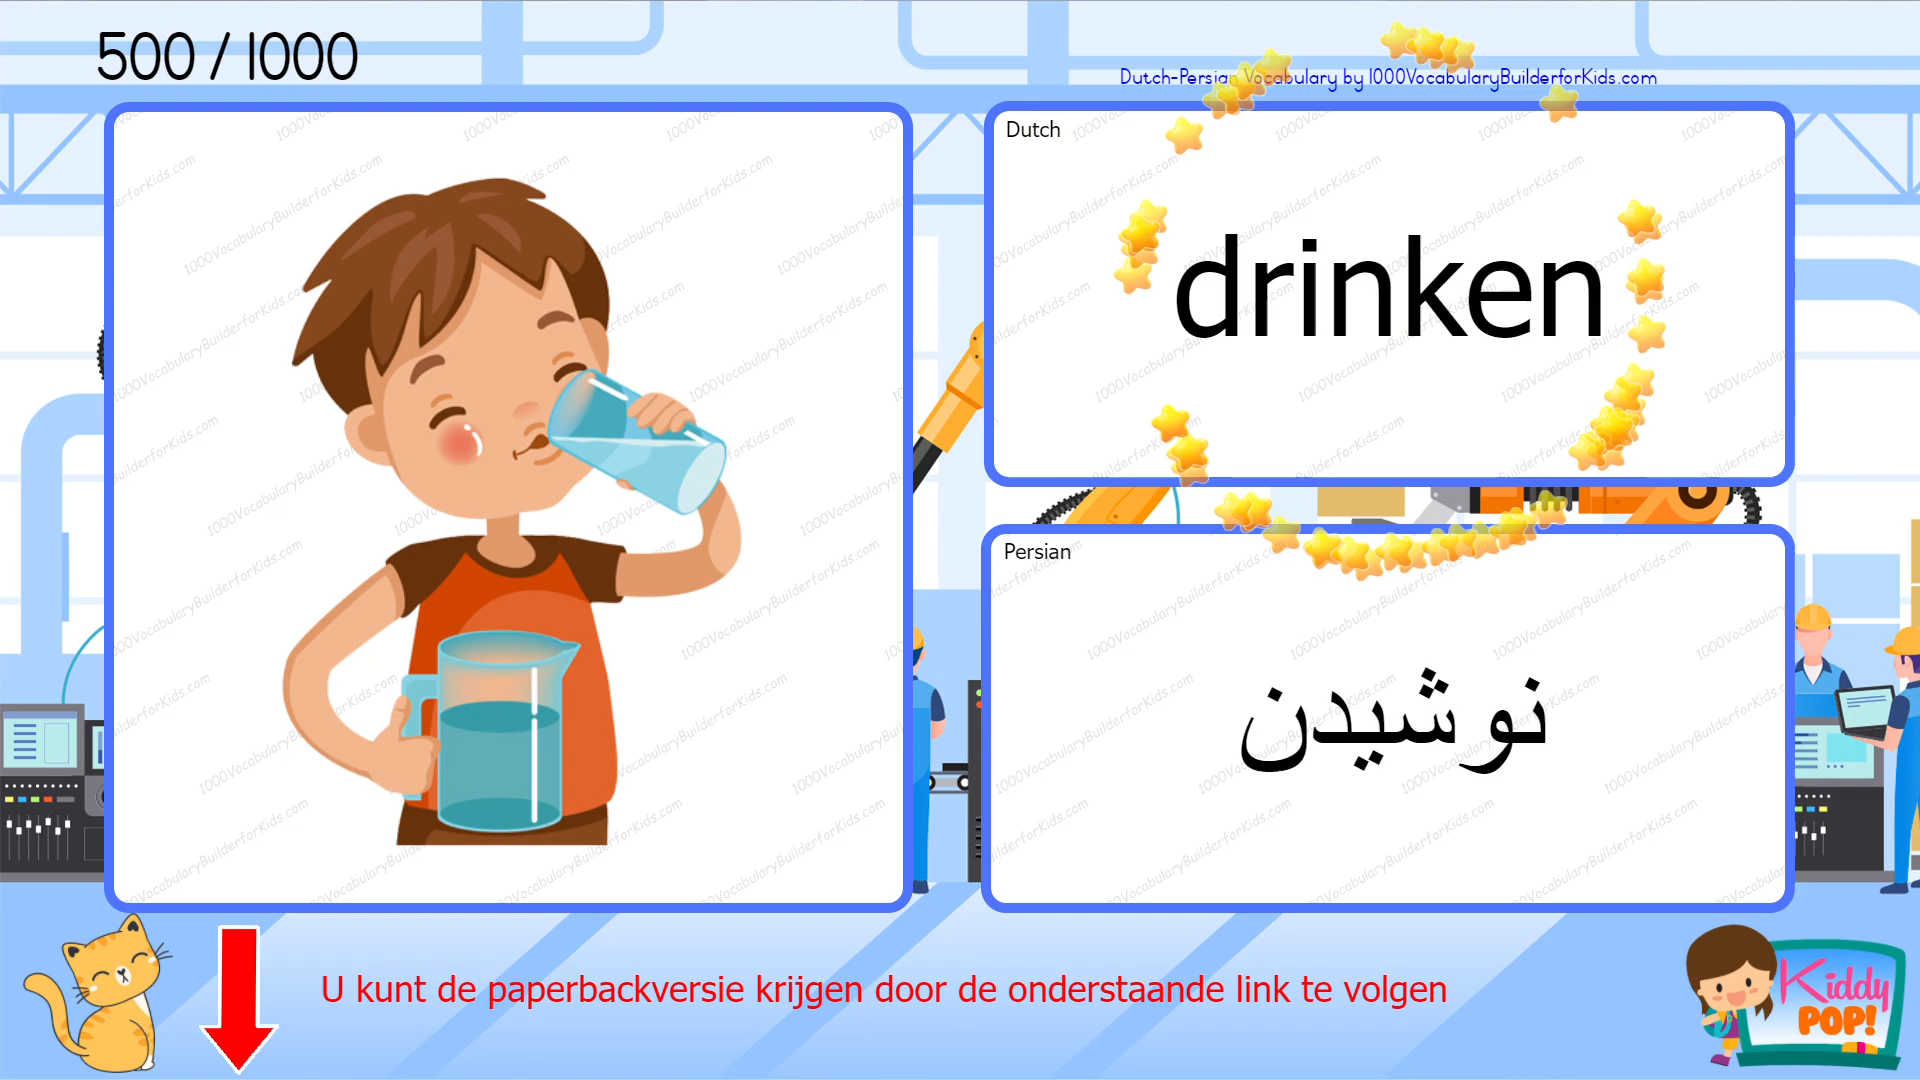 500 / 1000
Dutch-Persian Vocabulary by 1000VocabularyBuilderforKids.com
Dutch
drinken
Persian
نوشیدن
U kunt de paperbackversie krijgen door de onderstaande link te volgen
Kiddy
POP!